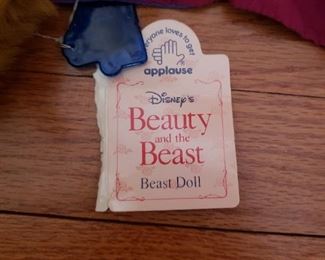 everyone loves to get
applause
Disney's
Beauty
and the
Beast
Beast Doll